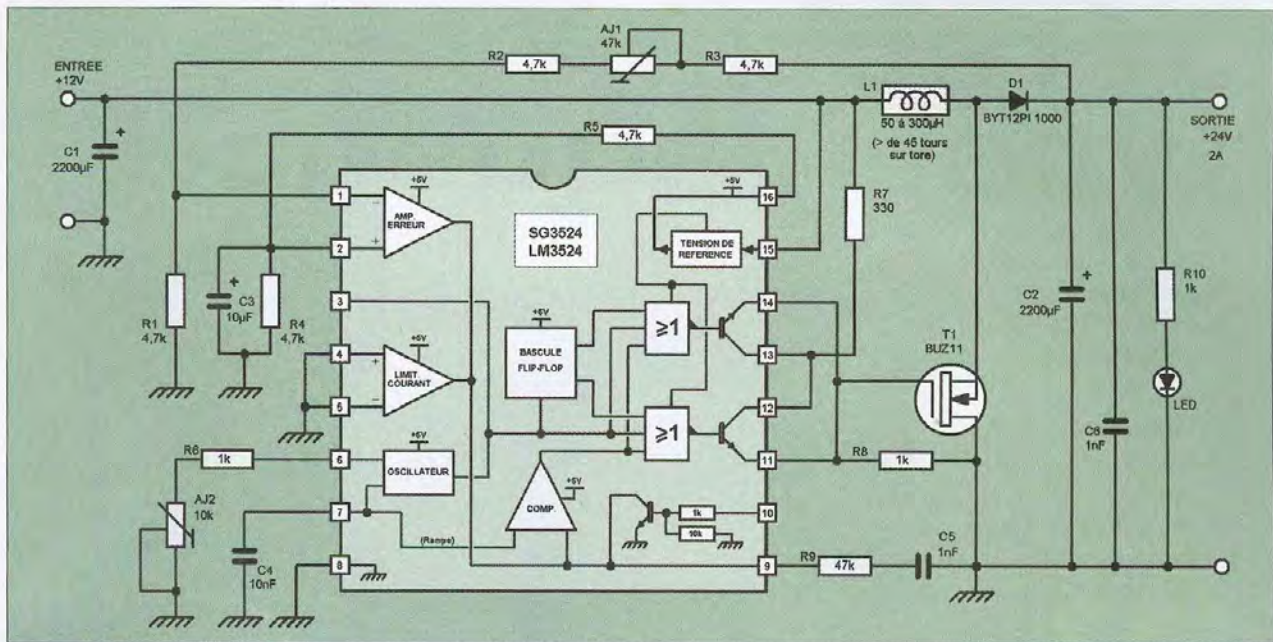 AJ1
47k
R2
4,7k
R3
4,7k
ENTREE
+12V
L1
50 à 300µH
(> de 45 tours
sur tore)
D1
BYT12PI 1000
SORTIE
+24V
2A
R5
4,7k
C1
+
2200µF
1
2
3
4
5
6
7
8
16
15
14
13
12
11
10
9
+5V
-
AMP.
ERREUR
+
SG3524
LM3524
+5V
TENSION DE
REFERENCE
R7
330
R1
4,7k
C3
+
10µF
R4
4,7k
+5V
+
LIMIT.
COURANT
-
+5V
BASCULE
FLIP-FLOP
≥1
≥1
C2
+
2200µF
R10
1k
LED
C6
1nF
T1
BUZ11
R8
1k
R6
1k
AJ2
10k
+5V
OSCILLATEUR
+5V
COMP.
(Rampe)
1k
10k
C4
10nF
R9
47k
C5
1nF